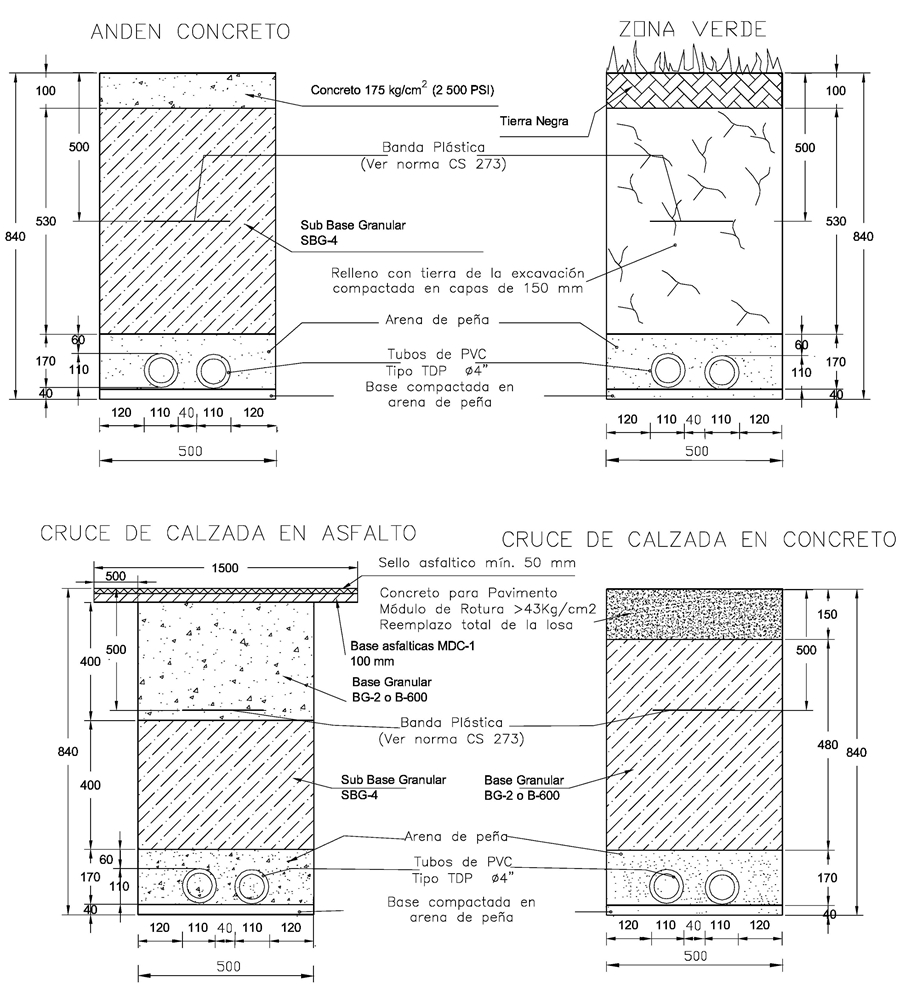 ANDEN CONCRETO
ZONA VERDE
100
500
530
840
60
170
110
40
120 110 40 110 120
500
Concreto 175 kg/cm² (2 500 PSI)
Tierra Negra
Banda Plástica
(Ver norma CS 273)
Sub Base Granular
SBG-4
Relleno con tierra de la excavación
compactada en capas de 150 mm
Arena de peña
Tubos de PVC
Tipo TDP ø4"
Base compactada en
arena de peña
100
500
530
840
60
170
110
40
120 110 40 110 120
500
CRUCE DE CALZADA EN ASFALTO
CRUCE DE CALZADA EN CONCRETO
1500
500
400
500
840
400
60
170
110
40
120 110 40 110 120
500
Sello asfaltico mín. 50 mm
Concreto para Pavimento
Módulo de Rotura >43Kg/cm2
Reemplazo total de la losa
Base asfalticas MDC-1
100 mm
Base Granular
BG-2 o B-600
Banda Plástica
(Ver norma CS 273)
Sub Base Granular
SBG-4
Base Granular
BG-2 o B-600
Arena de peña
Tubos de PVC
Tipo TDP ø4"
Base compactada en
arena de peña
150
500
480
840
170
40
120 110 40 110 120
500